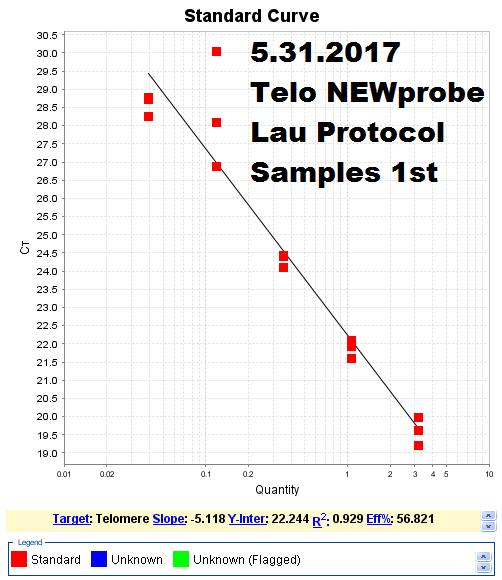 Standard Curve
5.31.2017
Telo NEWprobe
Lau Protocol
Samples 1st
30.5
30.0
29.5
29.0
28.5
28.0
27.5
27.0
26.5
26.0
25.5
25.0
24.5
24.0
23.5
23.0
22.5
22.0
21.5
21.0
20.5
20.0
19.5
19.0
CT
0.01 0.02 0.1 0.2 1 2 3 4 5 10
Quantity
Target: Telomere Slope: -5.118 Y-Inter: 22.244 R2: 0.929 Eff%: 56.821
Legend
Standard Unknown Unknown (Flagged)